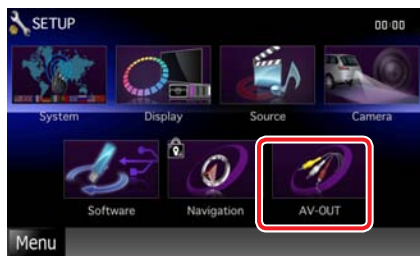 SETUP
00:00
System
Display
Source
Camera
Software
Navigation
AV-OUT
Menu